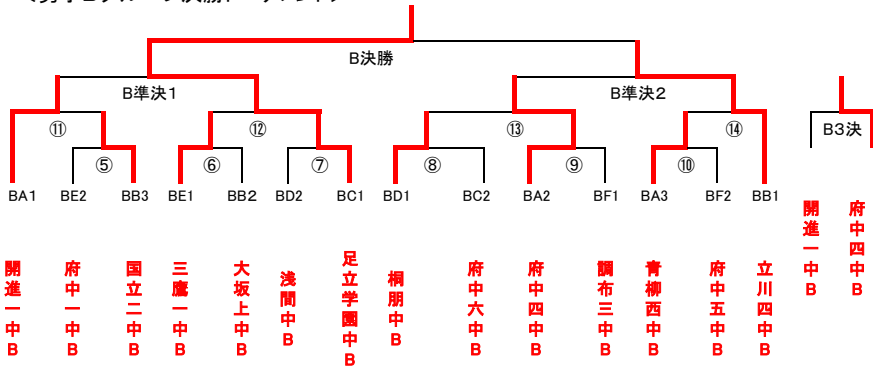 B決勝
B準決1
B準決2
⑪
⑫
⑬
⑭
B3決
⑤
⑥
⑦
⑧
⑨
⑩
BA1
BE2
BB3
BE1
BB2
BD2
BC1
BD1
BC2
BA2
BF1
BA3
BF2
BB1
開進一中B
府中一中B
国立二中B
三鷹一中B
大坂上中B
浅間中B
足立学園中B
桐朋中B
府中六中B
府中四中B
調布三中B
青柳西中B
府中五中B
立川四中B
開進一中B
府中四中B